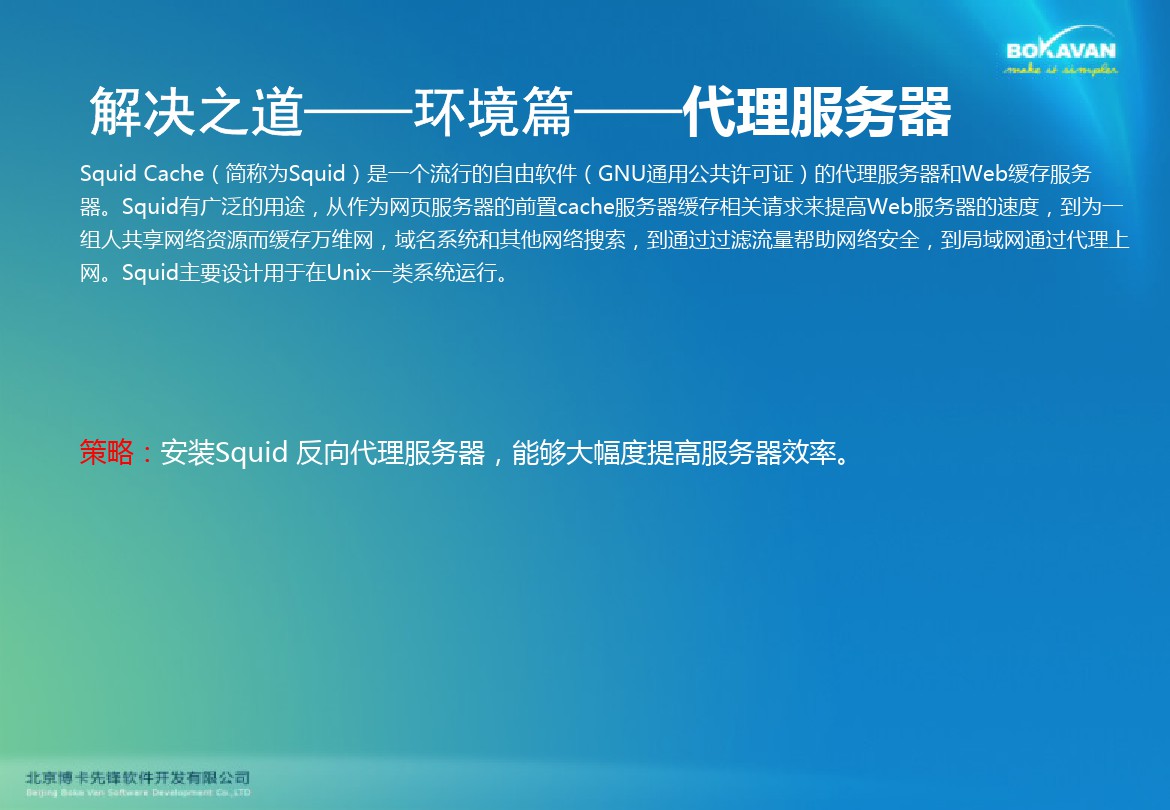 BOKAVAN
make it simpler
解决之道——环境篇——代理服务器
Squid Cache（简称为Squid）是一个流行的自由软件（GNU通用公共许可证）的代理服务器和Web缓存服务
器。Squid有广泛的用途，从作为网页服务器的前置cache服务器缓存相关请求来提高Web服务器的速度，到为一
组人共享网络资源而缓存万维网，域名系统和其他网络搜索，到通过过滤流量帮助网络安全，到局域网通过代理上
网。Squid主要设计用于在Unix一类系统运行。
策略：安装Squid 反向代理服务器，能够大幅度提高服务器效率。
北京博卡先锋软件开发有限公司
Beijing Boka Van Software Development Co.,LTD